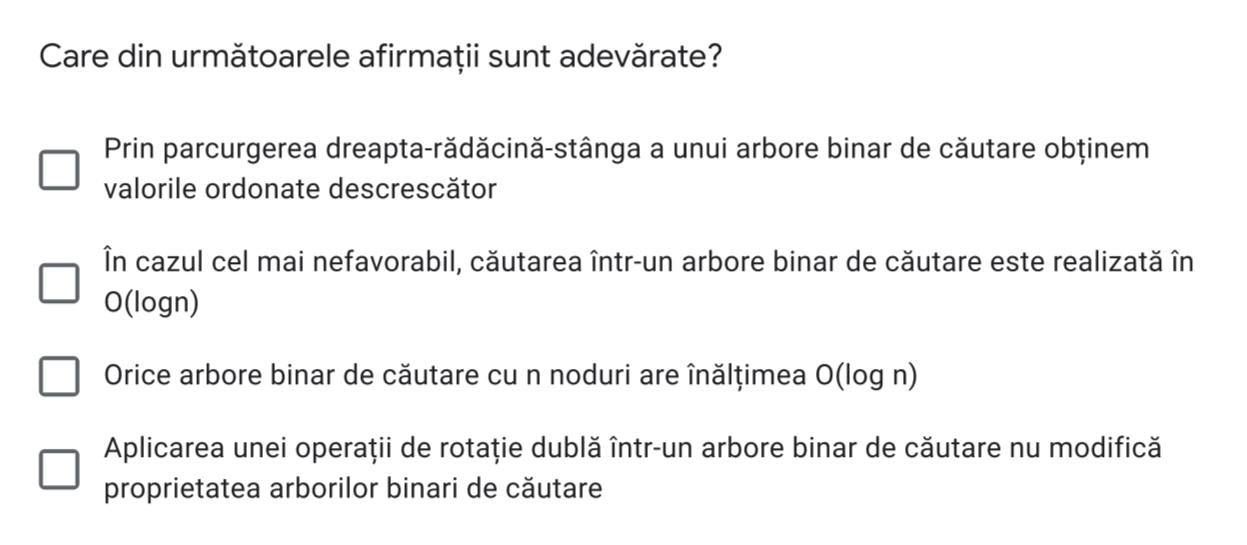 Care din următoarele afirmații sunt adevărate?
Prin parcurgerea dreapta-rădăcină-stânga a unui arbore binar de căutare obținem
valorile ordonate descrescător
În cazul cel mai nefavorabil, căutarea într-un arbore binar de căutare este realizată în
O(logn)
Orice arbore binar de căutare cu n noduri are înălțimea O(log n)
Aplicarea unei operații de rotație dublă într-un arbore binar de căutare nu modifică
proprietatea arborilor binari de căutare